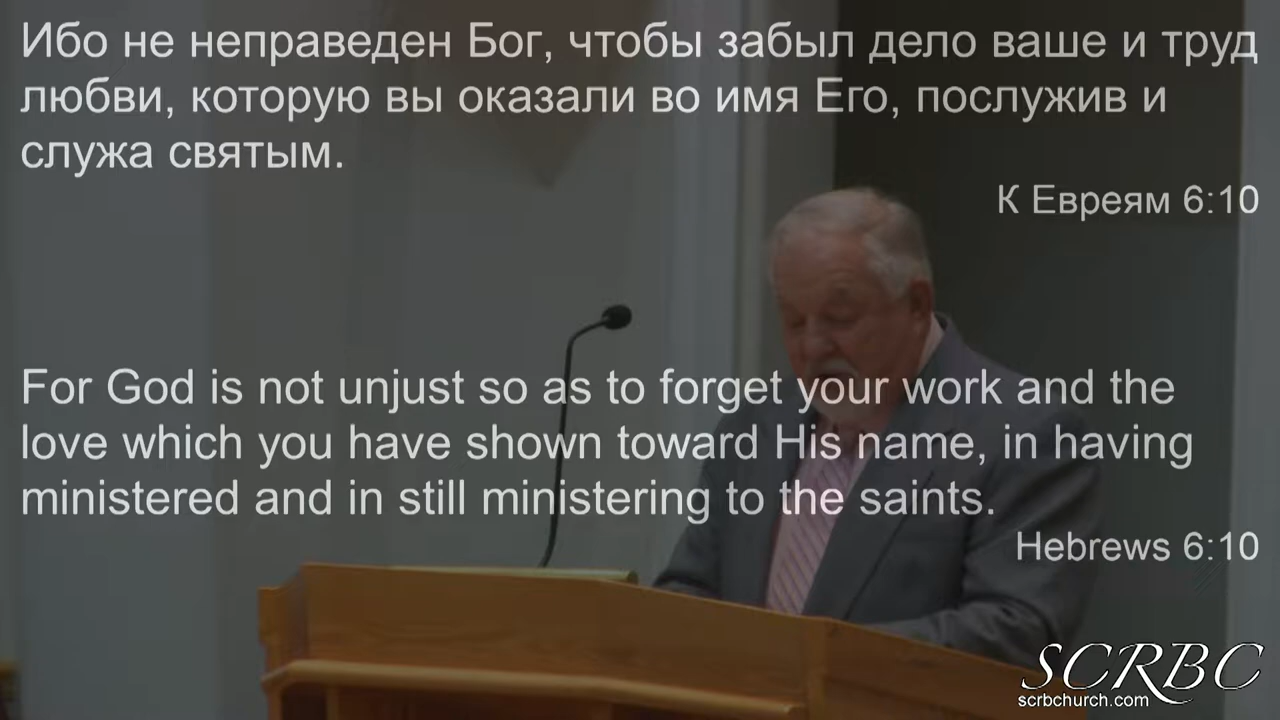 Ибо не неправеден Бог, чтобы забыл дело ваше и труд
любви, которую вы оказали во имя Его, послужив и
служа святым.
К Евреям 6:10
For God is not unjust so as to forget your work and the
love which you have shown toward His name, in having
ministered and in still ministering to the saints.
Hebrews 6:10
SCRBC
scrbchurch.com